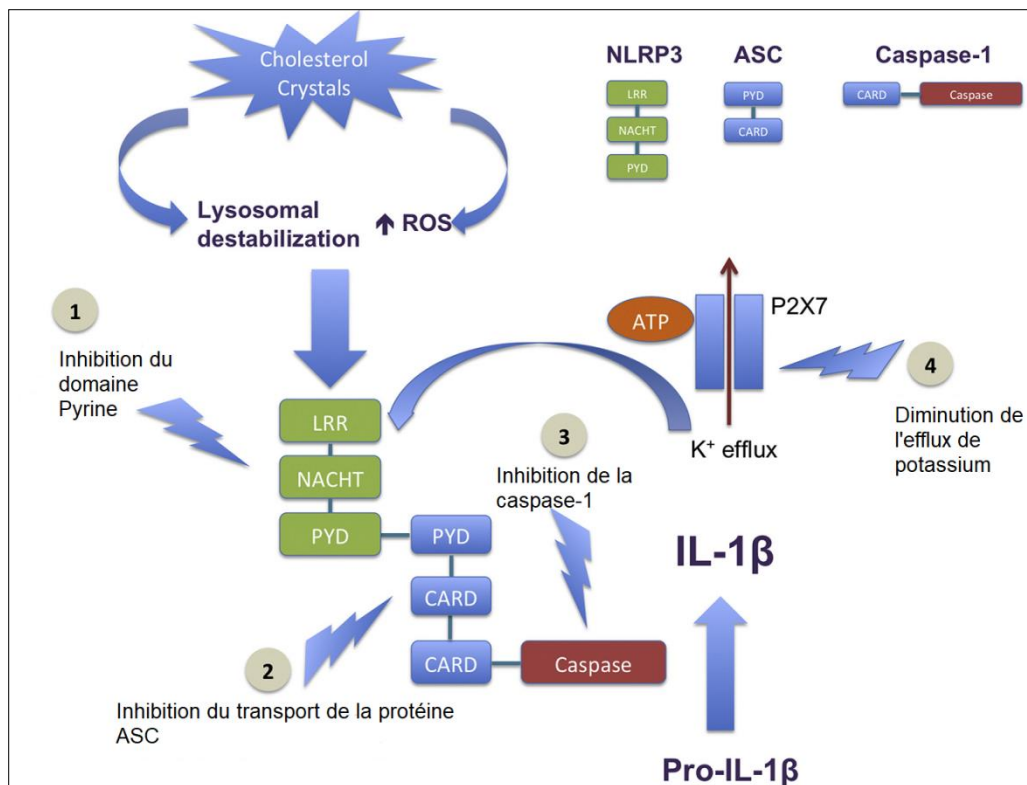 Cholesterol
Crystals
NLRP3
ASC
Caspase-1
LRR
NACHT
PYD
PYD
CARD
CARD
Caspase
Lysosomal
destabilization
↑ ROS
1
Inhibition du
domaine
Pyrine
ATP
P2X7
K⁺ efflux
4
Diminution de
l'efflux de
potassium
LRR
NACHT
PYD
PYD
CARD
CARD
Caspase
3
Inhibition de la
caspase-1
2
Inhibition du transport de la protéine
ASC
IL-1β
Pro-IL-1β